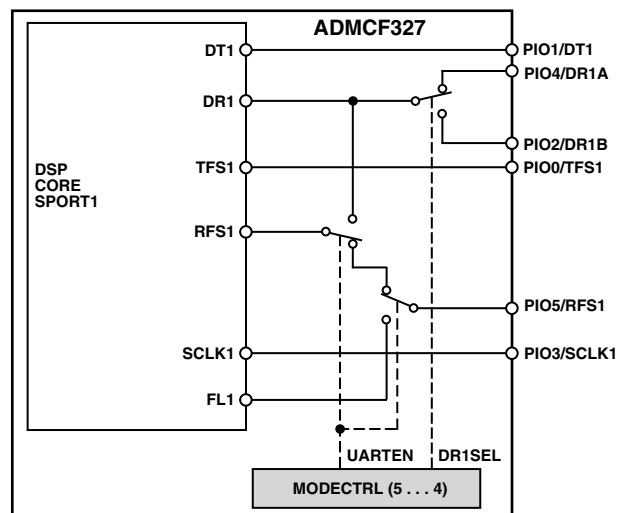 ADMCF327
DT1
PIO1/DT1
PIO4/DR1A
DR1
PIO2/DR1B
DSP
CORE
SPORT1
TFS1
PIO0/TFS1
RFS1
PIO5/RFS1
SCLK1
PIO3/SCLK1
FL1
UARTEN
DR1SEL
MODECTRL (5 . . . 4)